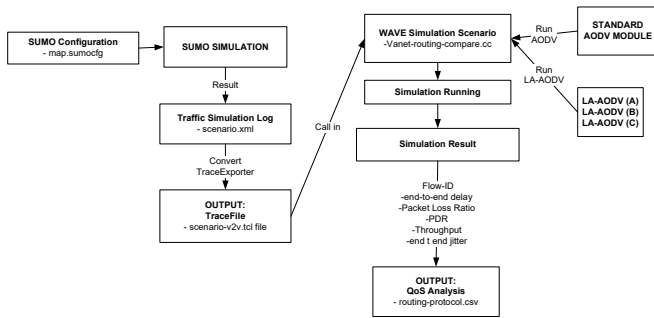 SUMO Configuration
- map.sumocfg
SUMO SIMULATION
Result
Traffic Simulation Log
- scenario.xml
Convert
TraceExporter
OUTPUT:
TraceFile
- scenario-v2v.tcl file
Call in
WAVE Simulation Scenario
-Vanet-routing-compare.cc
Simulation Running
Simulation Result
Flow-ID
-end-to-end delay
-Packet Loss Ratio
-PDR
-Throughput
-end t end jitter
OUTPUT:
QoS Analysis
- routing-protocol.csv
Run
AODV
Run
LA-AODV
STANDARD
AODV MODULE
LA-AODV (A)
LA-AODV (B)
LA-AODV (C)